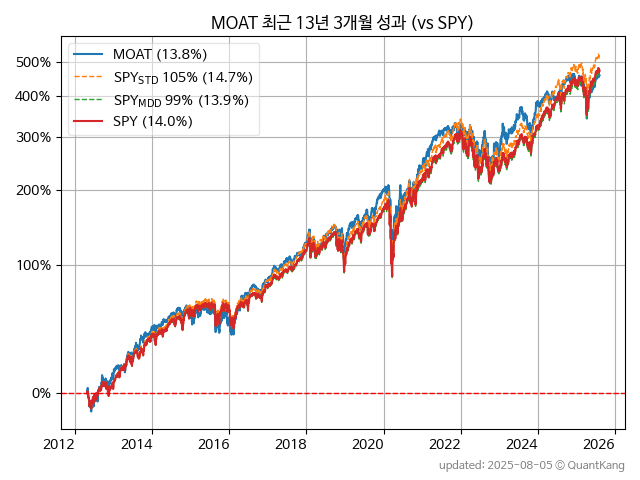 MOAT 최근 13년 3개월 성과 (vs SPY)
MOAT (13.8%)
SPY_STD 105% (14.7%)
SPY_MDD 99% (13.9%)
SPY (14.0%)
500%
400%
300%
200%
100%
0%
2012 2014 2016 2018 2020 2022 2024 2026
updated: 2025-08-05 © QuantKang